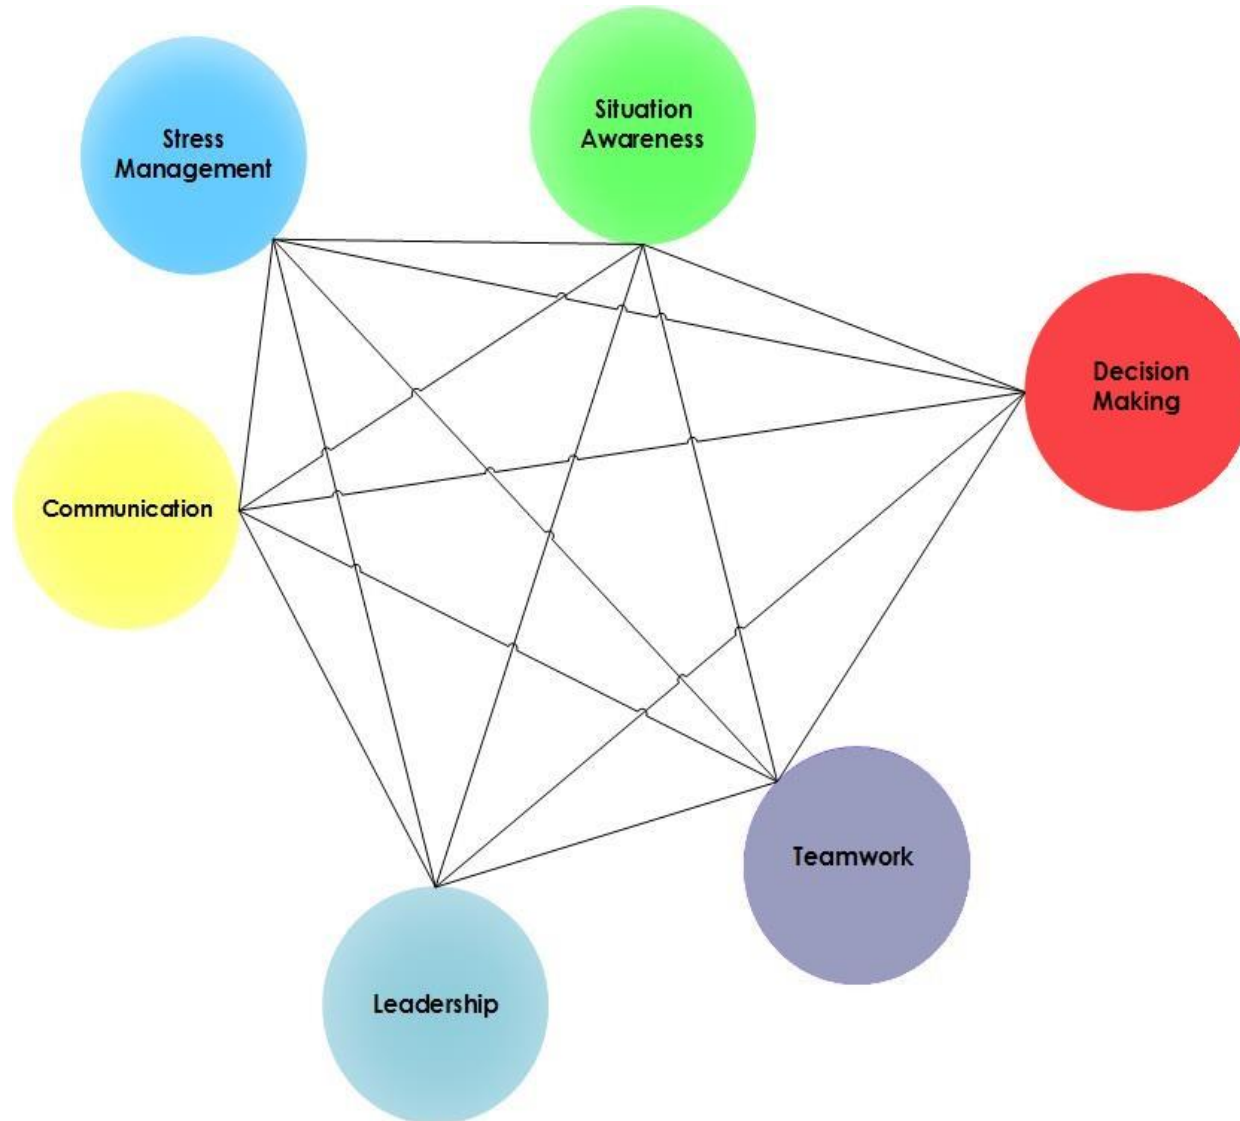 Stress
Management
Situation
Awareness
Decision
Making
Communication
Teamwork
Leadership